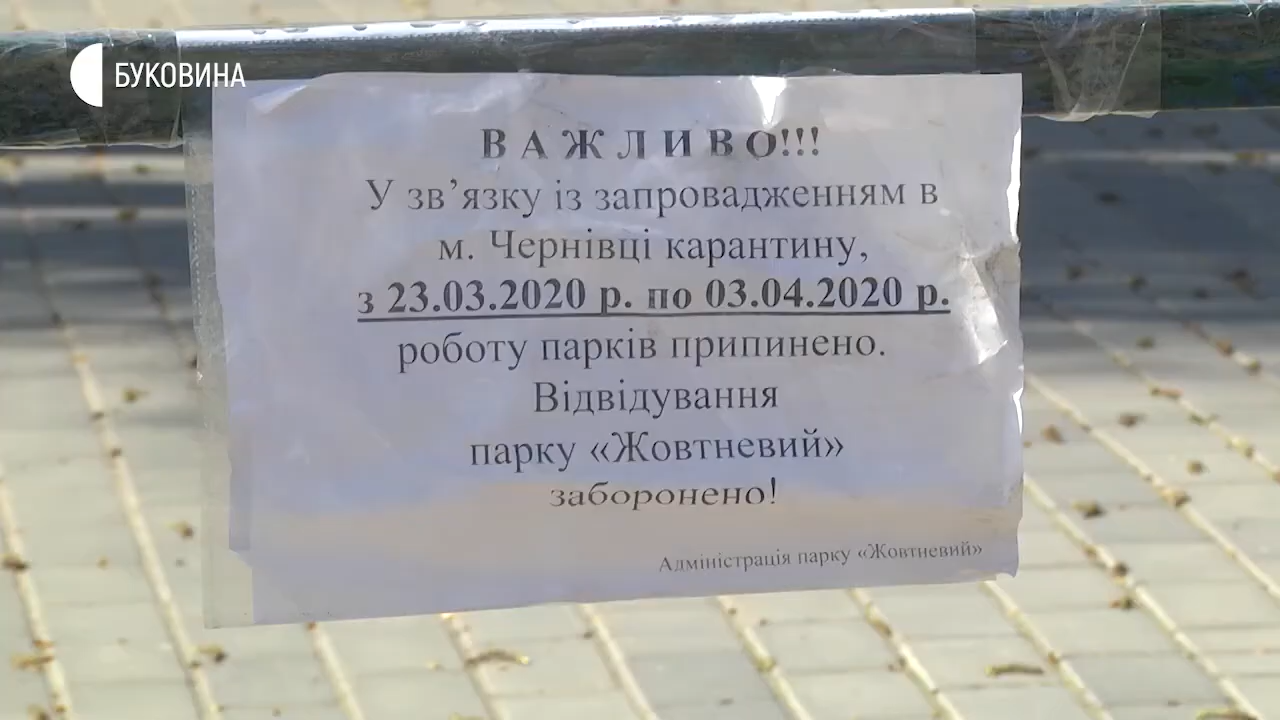 БУКОВИНА
ВАЖЛИВО!!!
У зв’язку із запровадженням в
м. Чернівці карантину,
з 23.03.2020 р. по 03.04.2020 р.
роботу парків припинено.
Відвідування
парку «Жовтневий»
заборонено!
Адміністрація парку «Жовтневий»